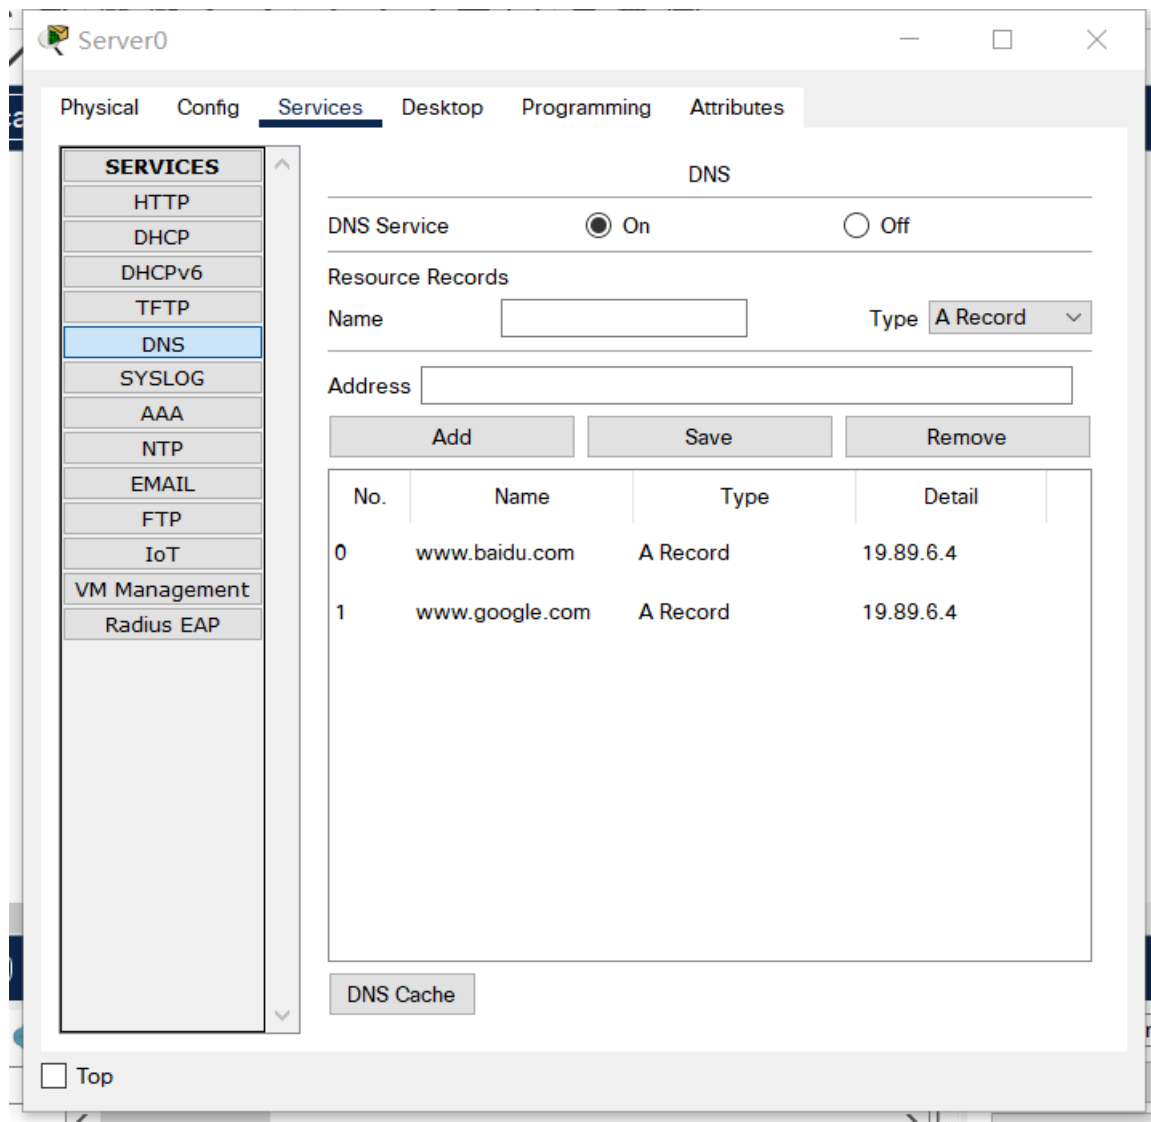 Server0
Physical Config Services Desktop Programming Attributes
SERVICES
HTTP
DHCP
DHCPv6
TFTP
DNS
SYSLOG
AAA
NTP
EMAIL
FTP
IoT
VM Management
Radius EAP
DNS
DNS Service On Off
Resource Records
Name Type A Record
Address
Add Save Remove
No. Name Type Detail
0 www.baidu.com A Record 19.89.6.4
1 www.google.com A Record 19.89.6.4
DNS Cache
Top